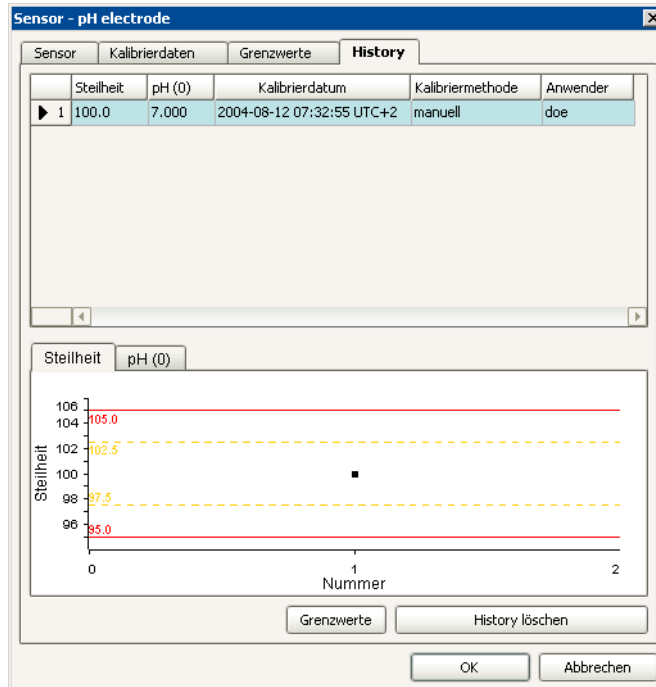 Sensor - pH electrode
Sensor Kalibrierdaten Grenzwerte History
Steilheit pH (0) Kalibrierdatum Kalibriermethode Anwender
1 100.0 7.000 2004-08-12 07:32:55 UTC+2 manuell doe
Steilheit pH (0)
106
105.0
104
102
102.5
100
98
97.5
96
95.0
Steilheit
0 1 2
Nummer
Grenzwerte History löschen
OK Abbrechen